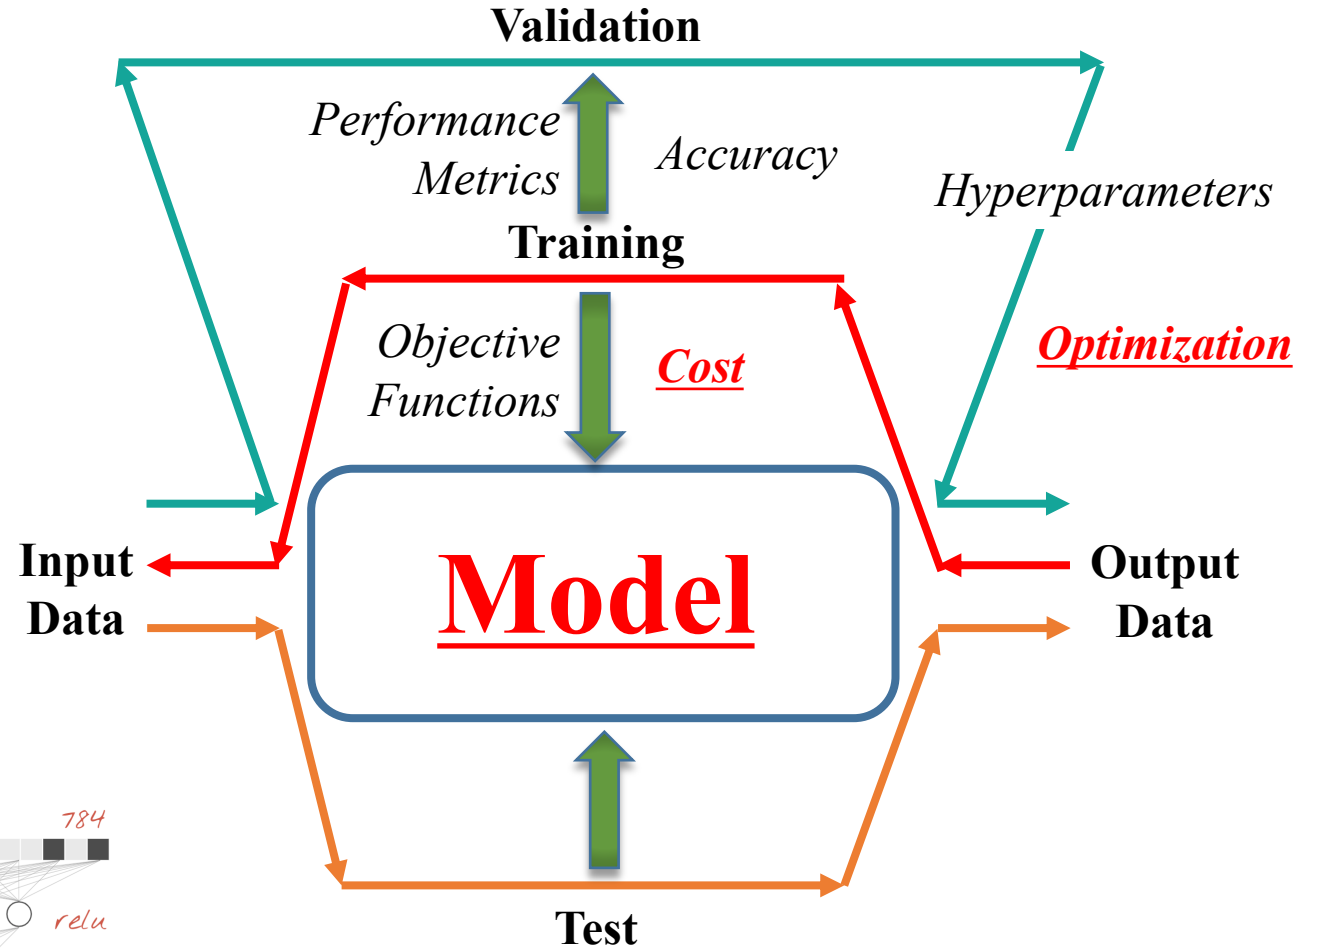 Validation
Performance
Metrics
Accuracy
Hyperparameters
Training
Objective
Functions
Cost
Optimization
Input
Data
Model
Output
Data
784
relu
Test